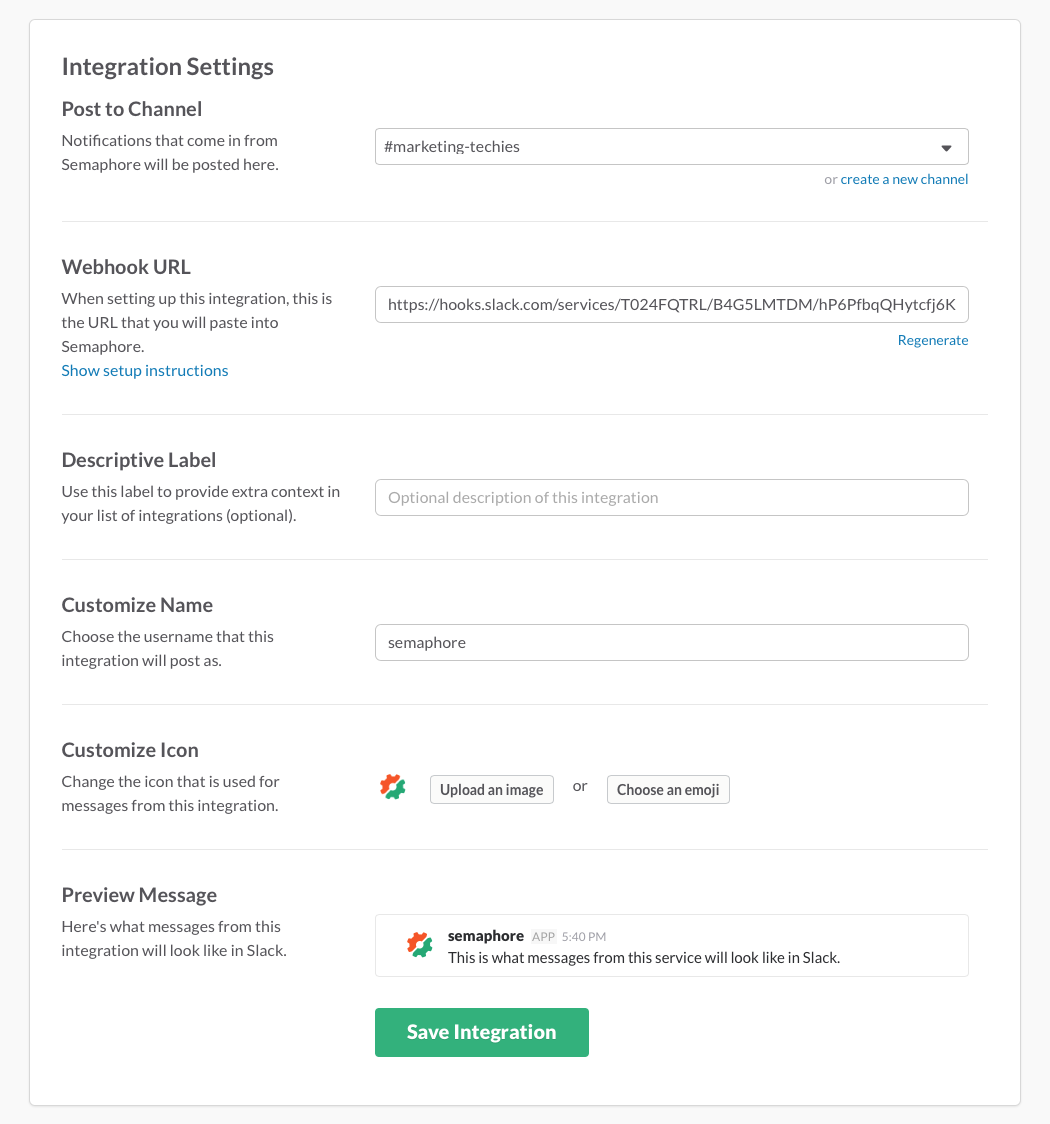 Integration Settings
Post to Channel
Notifications that come in from
Semaphore will be posted here.
#marketing-techies
or create a new channel
Webhook URL
When setting up this integration, this is
the URL that you will paste into
Semaphore.
Show setup instructions
https://hooks.slack.com/services/T024FQTRL/B4G5LMTDM/hP6PfbqQHytcfj6K
Regenerate
Descriptive Label
Use this label to provide extra context in
your list of integrations (optional).
Optional description of this integration
Customize Name
Choose the username that this
integration will post as.
semaphore
Customize Icon
Change the icon that is used for
messages from this integration.
Upload an image or Choose an emoji
Preview Message
Here's what messages from this
integration will look like in Slack.
semaphore APP 5:40 PM
This is what messages from this service will look like in Slack.
Save Integration